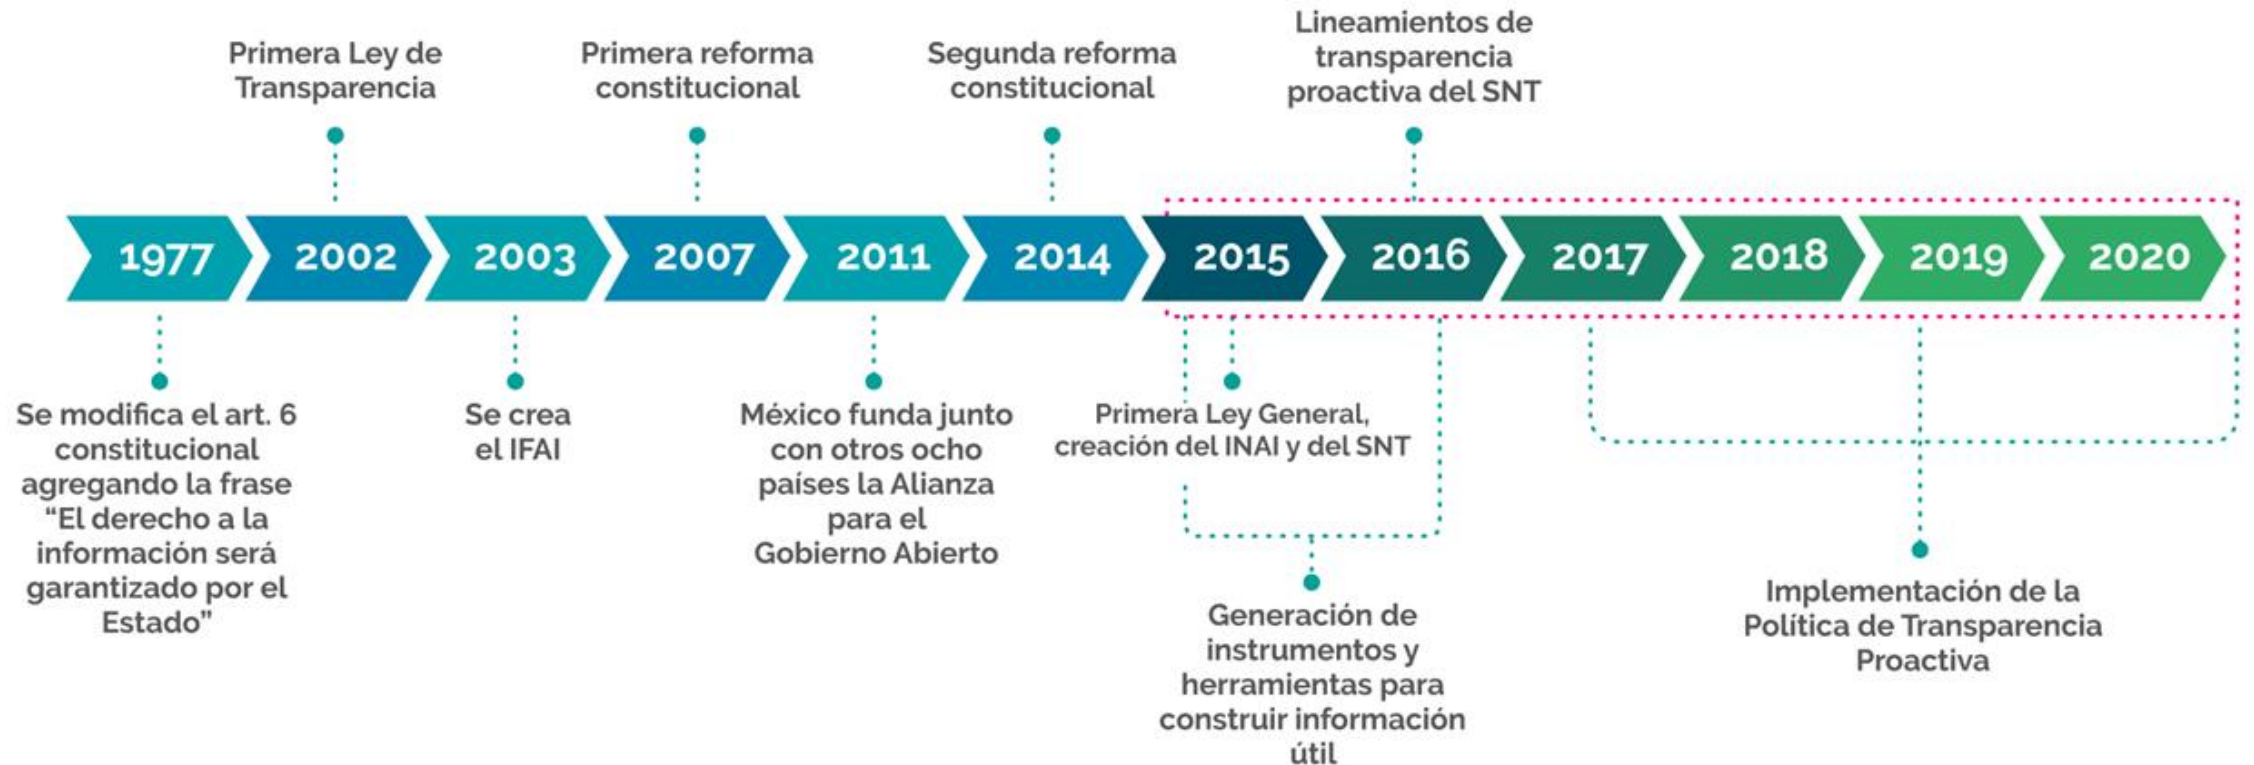 Primera Ley de
Transparencia
Primera reforma
constitucional
Segunda reforma
constitucional
Lineamientos de
transparencia
proactiva del SNT
1977
2002
2003
2007
2011
2014
2015
2016
2017
2018
2019
2020
Se modifica el art. 6
constitucional
agregando la frase
“El derecho a la
información será
garantizado por el
Estado”
Se crea
el IFAI
México funda junto
con otros ocho
países la Alianza
para el
Gobierno Abierto
Primera Ley General,
creación del INAI y del SNT
Generación de
instrumentos y
herramientas para
construir información
útil
Implementación de la
Política de Transparencia
Proactiva